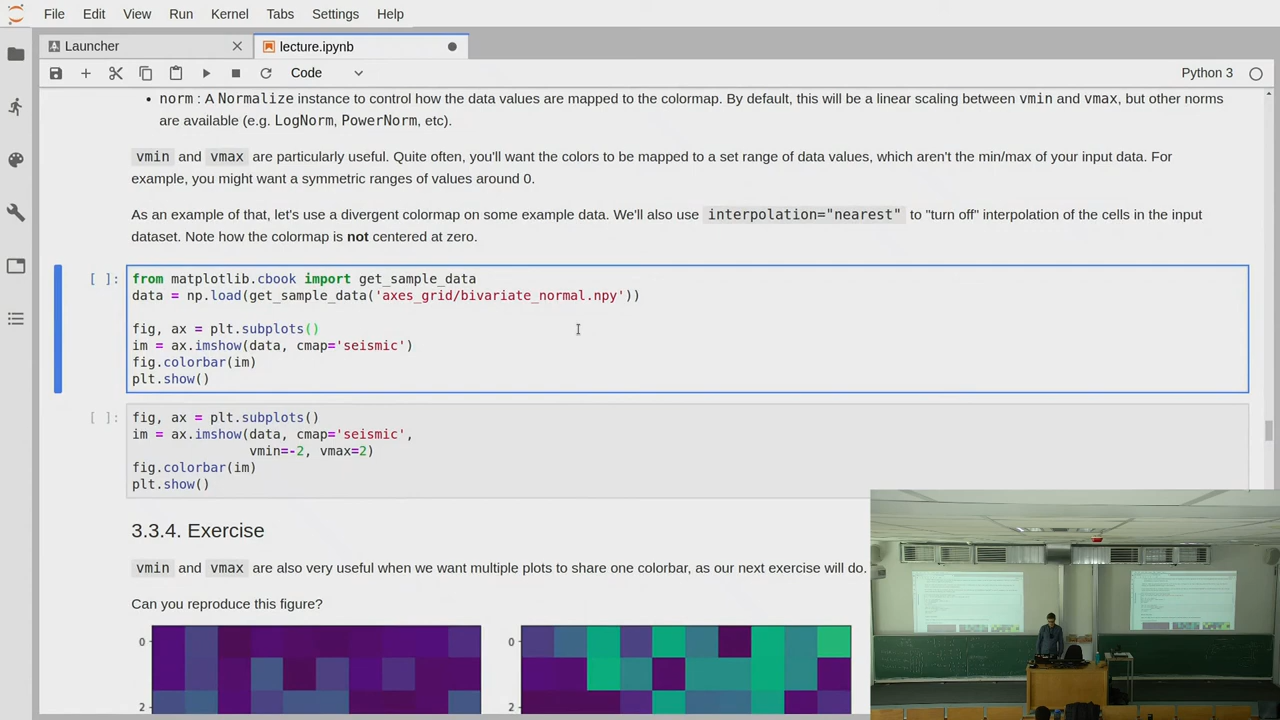 File Edit View Run Kernel Tabs Settings Help
Launcher
lecture.ipynb
Code
Python 3
• norm : A Normalize instance to control how the data values are mapped to the colormap. By default, this will be a linear scaling between vmin and vmax, but other norms
are available (e.g. LogNorm, PowerNorm, etc).
vmin and vmax are particularly useful. Quite often, you'll want the colors to be mapped to a set range of data values, which aren't the min/max of your input data. For
example, you might want a symmetric ranges of values around 0.
As an example of that, let's use a divergent colormap on some example data. We'll also use interpolation="nearest" to "turn off" interpolation of the cells in the input
dataset. Note how the colormap is not centered at zero.
[ ]: from matplotlib.cbook import get_sample_data
data = np.load(get_sample_data('axes_grid/bivariate_normal.npy'))
fig, ax = plt.subplots()
im = ax.imshow(data, cmap='seismic')
fig.colorbar(im)
plt.show()
[ ]: fig, ax = plt.subplots()
im = ax.imshow(data, cmap='seismic',
vmin=-2, vmax=2)
fig.colorbar(im)
plt.show()
3.3.4. Exercise
vmin and vmax are also very useful when we want multiple plots to share one colorbar, as our next exercise will do.
Can you reproduce this figure?
0 0
2 2